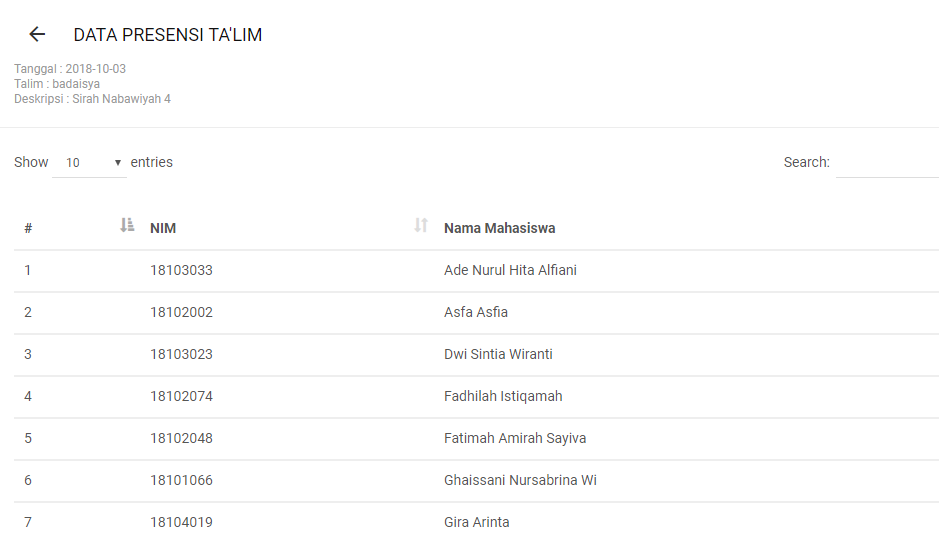 DATA PRESENSI TA'LIM
Tanggal : 2018-10-03
Talim : badaisya
Deskripsi : Sirah Nabawiyah 4
Show 10 entries Search:
# NIM Nama Mahasiswa
1 18103033 Ade Nurul Hita Alfiani
2 18102002 Asfa Asfia
3 18103023 Dwi Sintia Wiranti
4 18102074 Fadhilah Istiqamah
5 18102048 Fatimah Amirah Sayiva
6 18101066 Ghaissani Nursabrina Wi
7 18104019 Gira Arinta